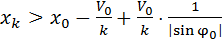 x_k > x_0 − V_0/k + V_0/k · 1/|sin φ_0|